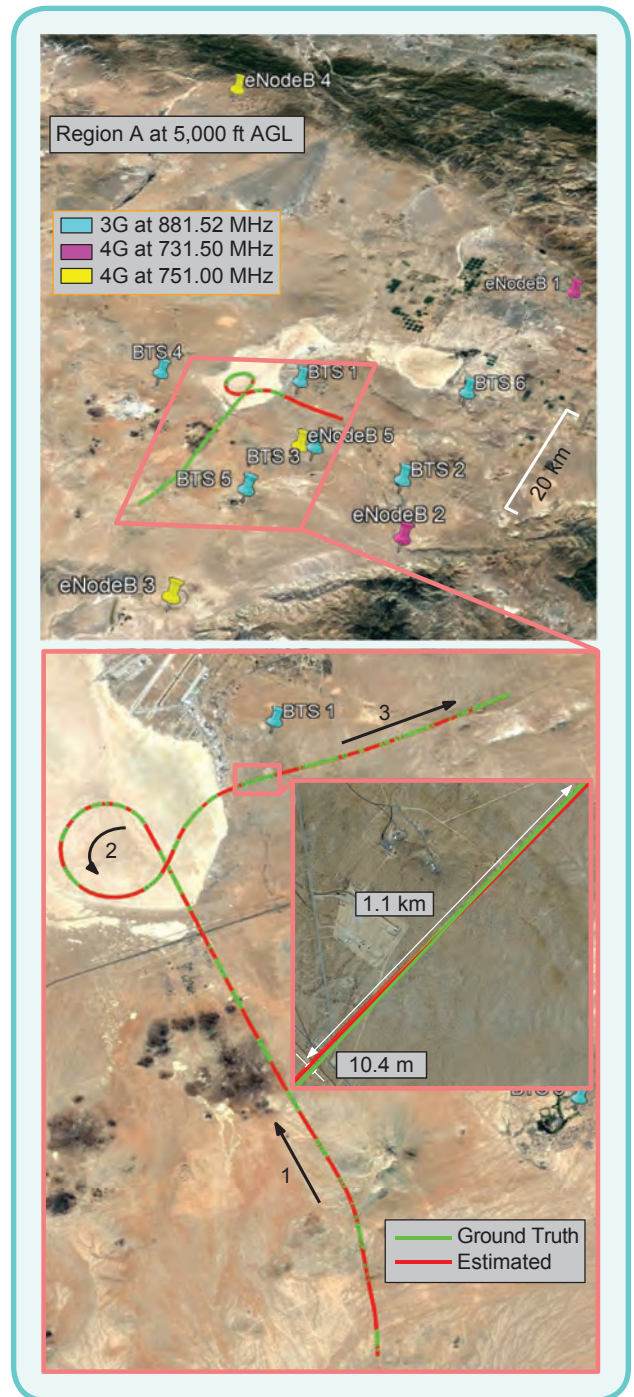 eNodeB 4
Region A at 5,000 ft AGL
3G at 881.52 MHz
4G at 731.50 MHz
4G at 751.00 MHz
eNodeB 1
BTS 4
BTS 1
BTS 6
eNodeB 5
BTS 3
BTS 2
BTS 5
20 km
eNodeB 2
eNodeB 3
BTS 1
3
2
1.1 km
10.4 m
1
Ground Truth
Estimated